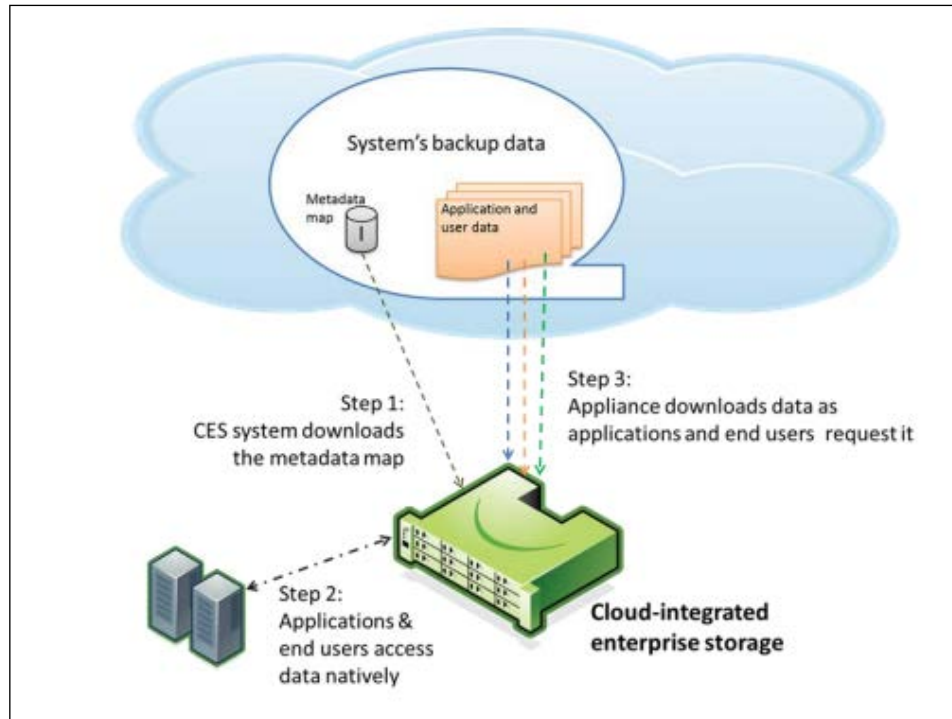 System's backup data
Metadata
map
Application and
user data
Step 1:
CES system downloads
the metadata map
Step 3:
Appliance downloads data as
applications and end users request it
Step 2:
Applications &
end users access
data natively
Cloud-integrated
enterprise storage